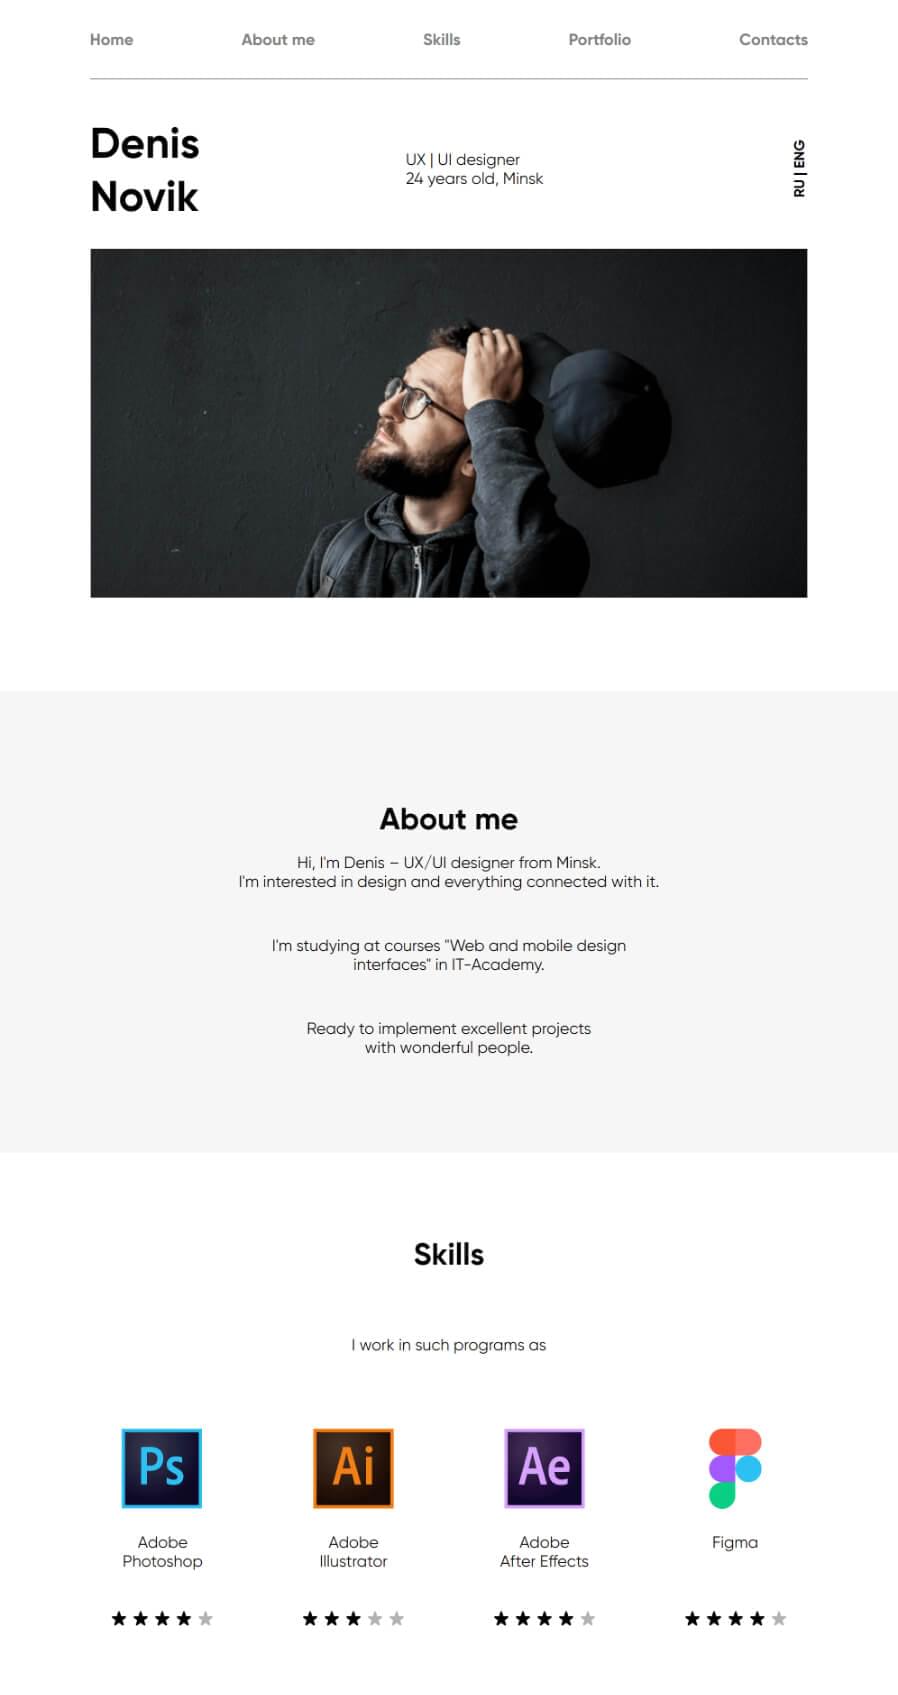 Home
About me
Skills
Portfolio
Contacts
Denis
Novik
UX | UI designer
24 years old, Minsk
RU | ENG
About me
Hi, I'm Denis – UX/UI designer from Minsk.
I'm interested in design and everything connected with it.
I'm studying at courses "Web and mobile design
interfaces" in IT-Academy.
Ready to implement excellent projects
with wonderful people.
Skills
I work in such programs as
Ps
Ai
Ae
Adobe
Photoshop
Adobe
Illustrator
Adobe
After Effects
Figma